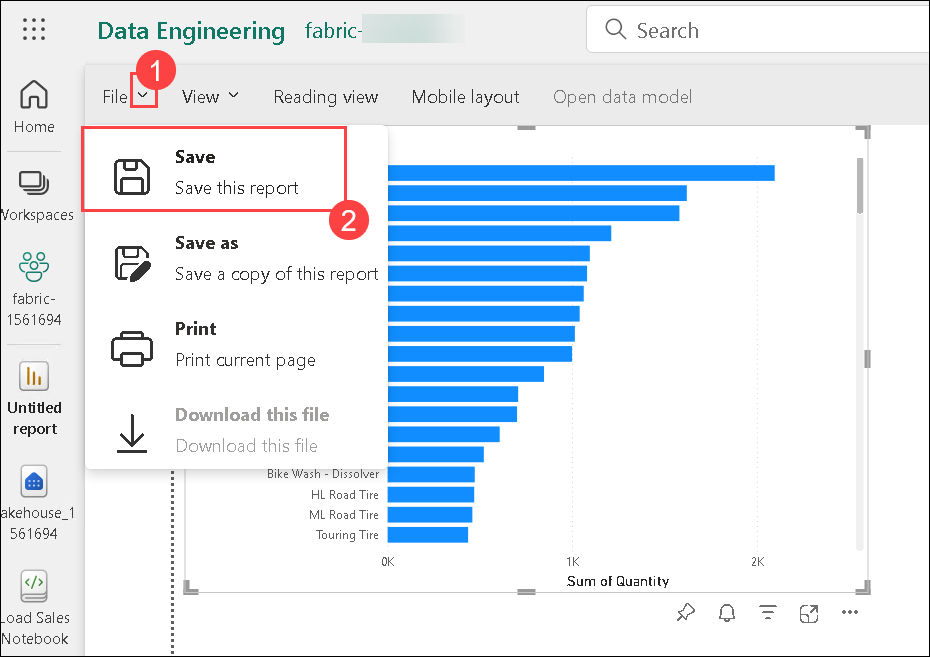 Data Engineering fabric-
Search
1
File View Reading view Mobile layout Open data model
Home
Workspaces
fabric-
1561694
Untitled
report
akehouse_1
561694
Load Sales
Notebook
Save
Save this report
2
Save as
Save a copy of this report
Print
Print current page
Download this file
Download this file
Bike Wash - Dissolver
HL Road Tire
ML Road Tire
Touring Tire
0K 1K 2K
Sum of Quantity